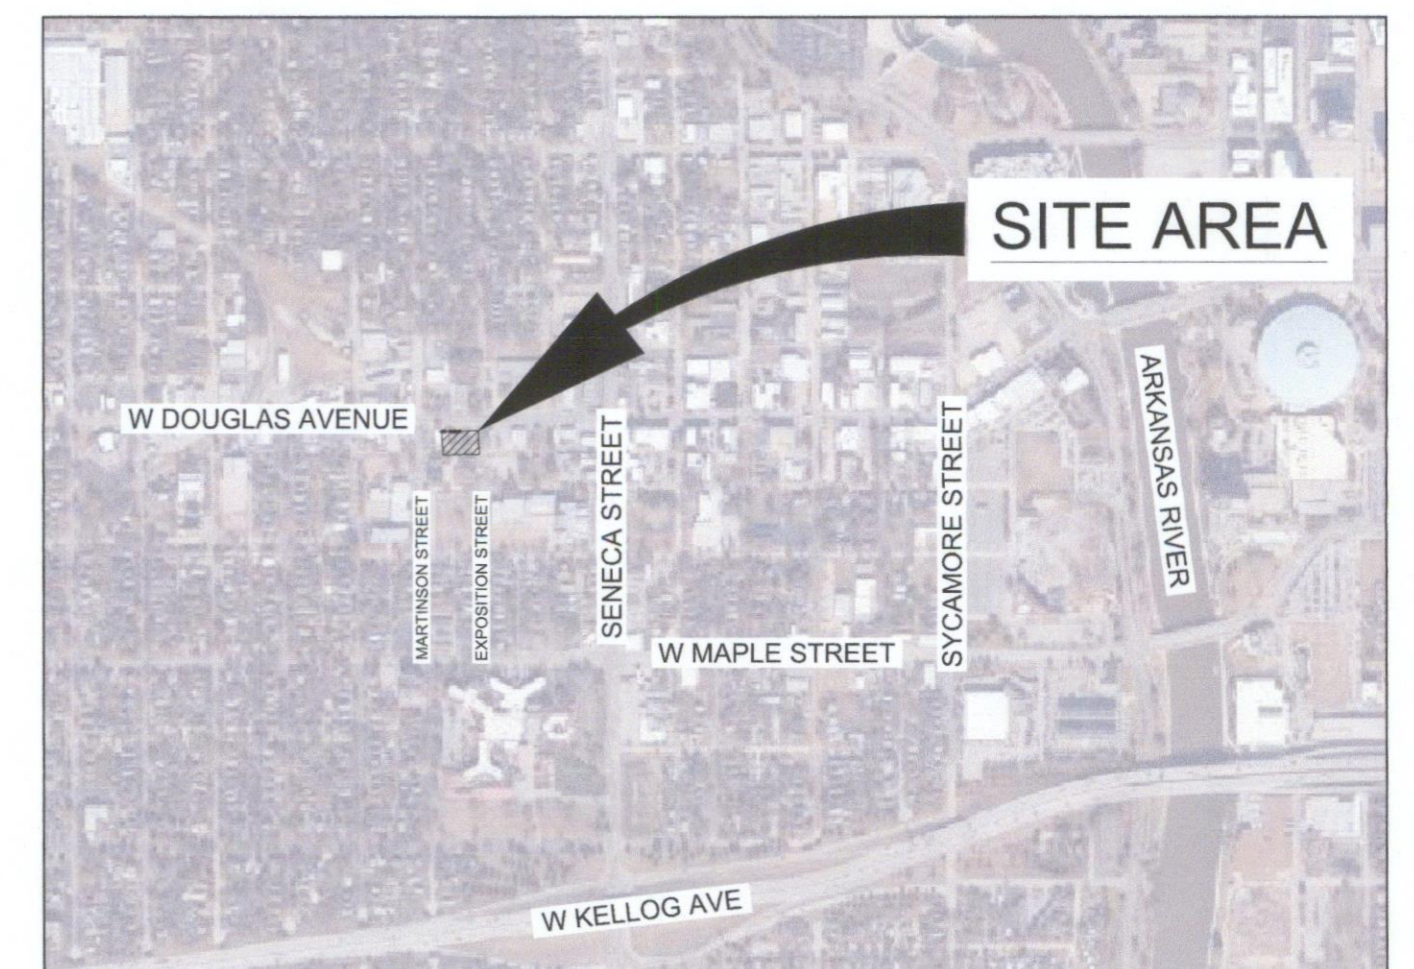 SITE AREA
W DOUGLAS AVENUE
ARKANSAS RIVER
SENECA STREET
SYCAMORE STREET
MARTINSON STREET
EXPOSITION STREET
W MAPLE STREET
W KELLOG AVE